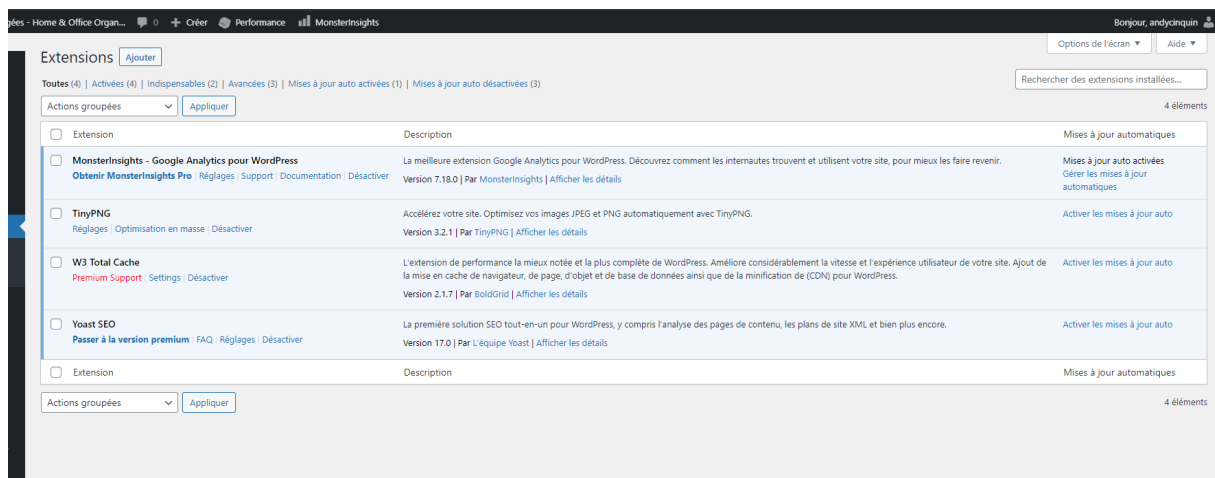 gées - Home & Office Organ... 0 + Créer Performance MonsterInsights Bonjour, andycinquin
Options de l'écran ▼ Aide ▼
Extensions Ajouter
Toutes (4) | Activées (4) | Indispensables (2) | Avancées (3) | Mises à jour auto activées (1) | Mises à jour auto désactivées (3)
Rechercher des extensions installées...
Actions groupées Appliquer 4 éléments
Extension Description Mises à jour automatiques
MonsterInsights - Google Analytics pour WordPress
Obtenir MonsterInsights Pro | Réglages | Support | Documentation | Désactiver
La meilleure extension Google Analytics pour WordPress. Découvrez comment les internautes trouvent et utilisent votre site, pour mieux les faire revenir.
Version 7.18.0 | Par MonsterInsights | Afficher les détails
Mises à jour auto activées
Gérer les mises à jour
automatiques
TinyPNG
Réglages | Optimisation en masse | Désactiver
Accélérez votre site. Optimisez vos images JPEG et PNG automatiquement avec TinyPNG.
Version 3.2.1 | Par TinyPNG | Afficher les détails
Activer les mises à jour auto
W3 Total Cache
Premium Support | Settings | Désactiver
L'extension de performance la mieux notée et la plus complète de WordPress. Améliore considérablement la vitesse et l'expérience utilisateur de votre site. Ajout de
la mise en cache de navigateur, de page, d'objet et de base de données ainsi que de la minification de (CDN) pour WordPress.
Version 2.1.7 | Par BoldGrid | Afficher les détails
Activer les mises à jour auto
Yoast SEO
Passer à la version premium | FAQ | Réglages | Désactiver
La première solution SEO tout-en-un pour WordPress, y compris l'analyse des pages de contenu, les plans de site XML et bien plus encore.
Version 17.0 | Par L'équipe Yoast | Afficher les détails
Activer les mises à jour auto
Extension Description Mises à jour automatiques
Actions groupées Appliquer 4 éléments